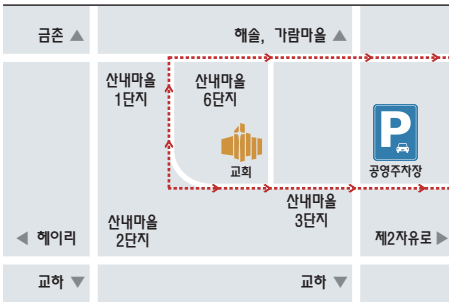 금촌 ▲
해솔, 가람마을 ▲
산내마을
1단지
산내마을
6단지
P
교회
공영주차장
산내마을
3단지
산내마을
2단지
◀ 헤이리
제2자유로 ▶
교하 ▼
교하 ▼